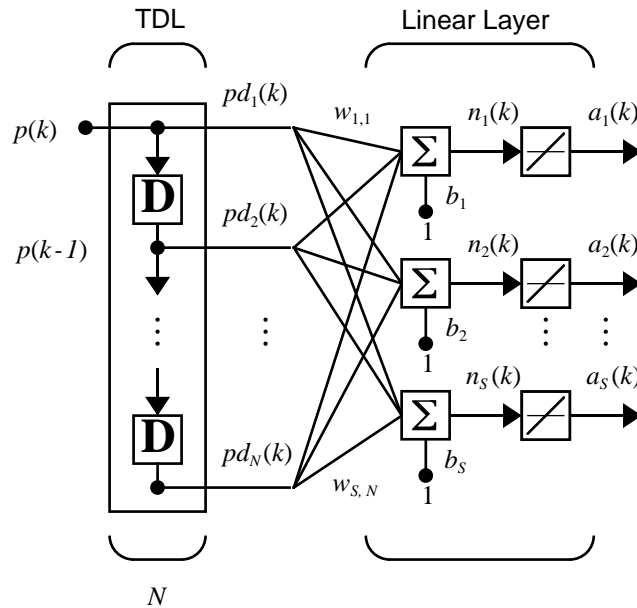 TDL Linear Layer
pd₁(k) w₁,₁ n₁(k) a₁(k)
p(k) Σ
D b₁
1
pd₂(k) n₂(k) a₂(k)
p(k-1) Σ
b₂
⋮ ⋮ ⋮ ⋮
1
nS(k) aS(k)
D Σ
pdN(k) bS
wS,N 1
N